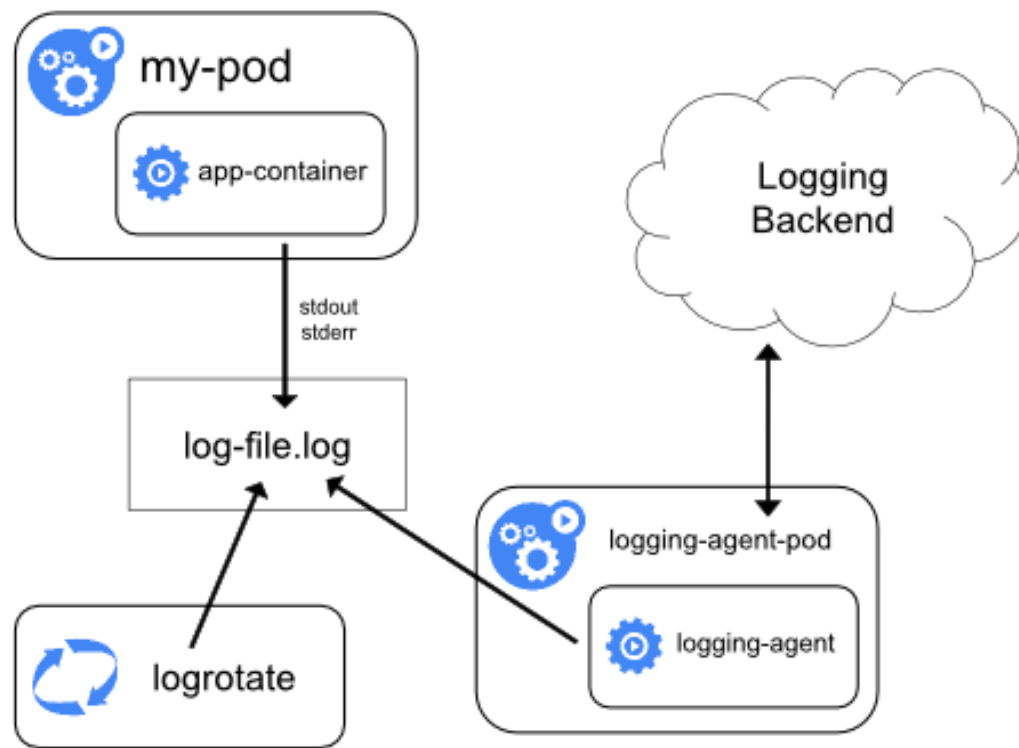 my-pod
app-container
Logging
Backend
stdout
stderr
log-file.log
logging-agent-pod
logging-agent
logrotate